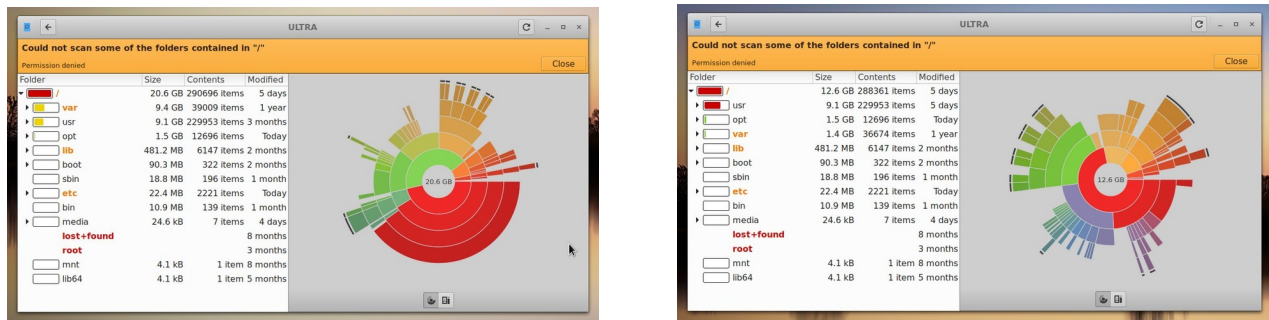 ULTRA
Could not scan some of the folders contained in "/"
Permission denied Close
Folder Size Contents Modified
/ 20.6 GB 290696 items 5 days
var 9.4 GB 39009 items 1 year
usr 9.1 GB 229953 items 3 months
opt 1.5 GB 12696 items Today
lib 481.2 MB 6147 items 2 months
boot 90.3 MB 322 items 2 months
sbin 18.8 MB 196 items 1 month
etc 22.4 MB 2221 items Today
bin 10.9 MB 139 items 1 month
media 24.6 kB 7 items 4 days
lost+found 8 months
root 3 months
mnt 4.1 kB 1 item 8 months
lib64 4.1 kB 1 item 5 months
20.6 GB
ULTRA
Could not scan some of the folders contained in "/"
Permission denied Close
Folder Size Contents Modified
/ 12.6 GB 288361 items 5 days
usr 9.1 GB 229953 items 5 days
opt 1.5 GB 12696 items Today
var 1.4 GB 36674 items 1 year
lib 481.2 MB 6147 items 2 months
boot 90.3 MB 322 items 2 months
sbin 18.8 MB 196 items 1 month
etc 22.4 MB 2221 items Today
bin 10.9 MB 139 items 1 month
media 24.6 kB 7 items 4 days
lost+found 8 months
root 3 months
mnt 4.1 kB 1 item 8 months
lib64 4.1 kB 1 item 5 months
12.6 GB